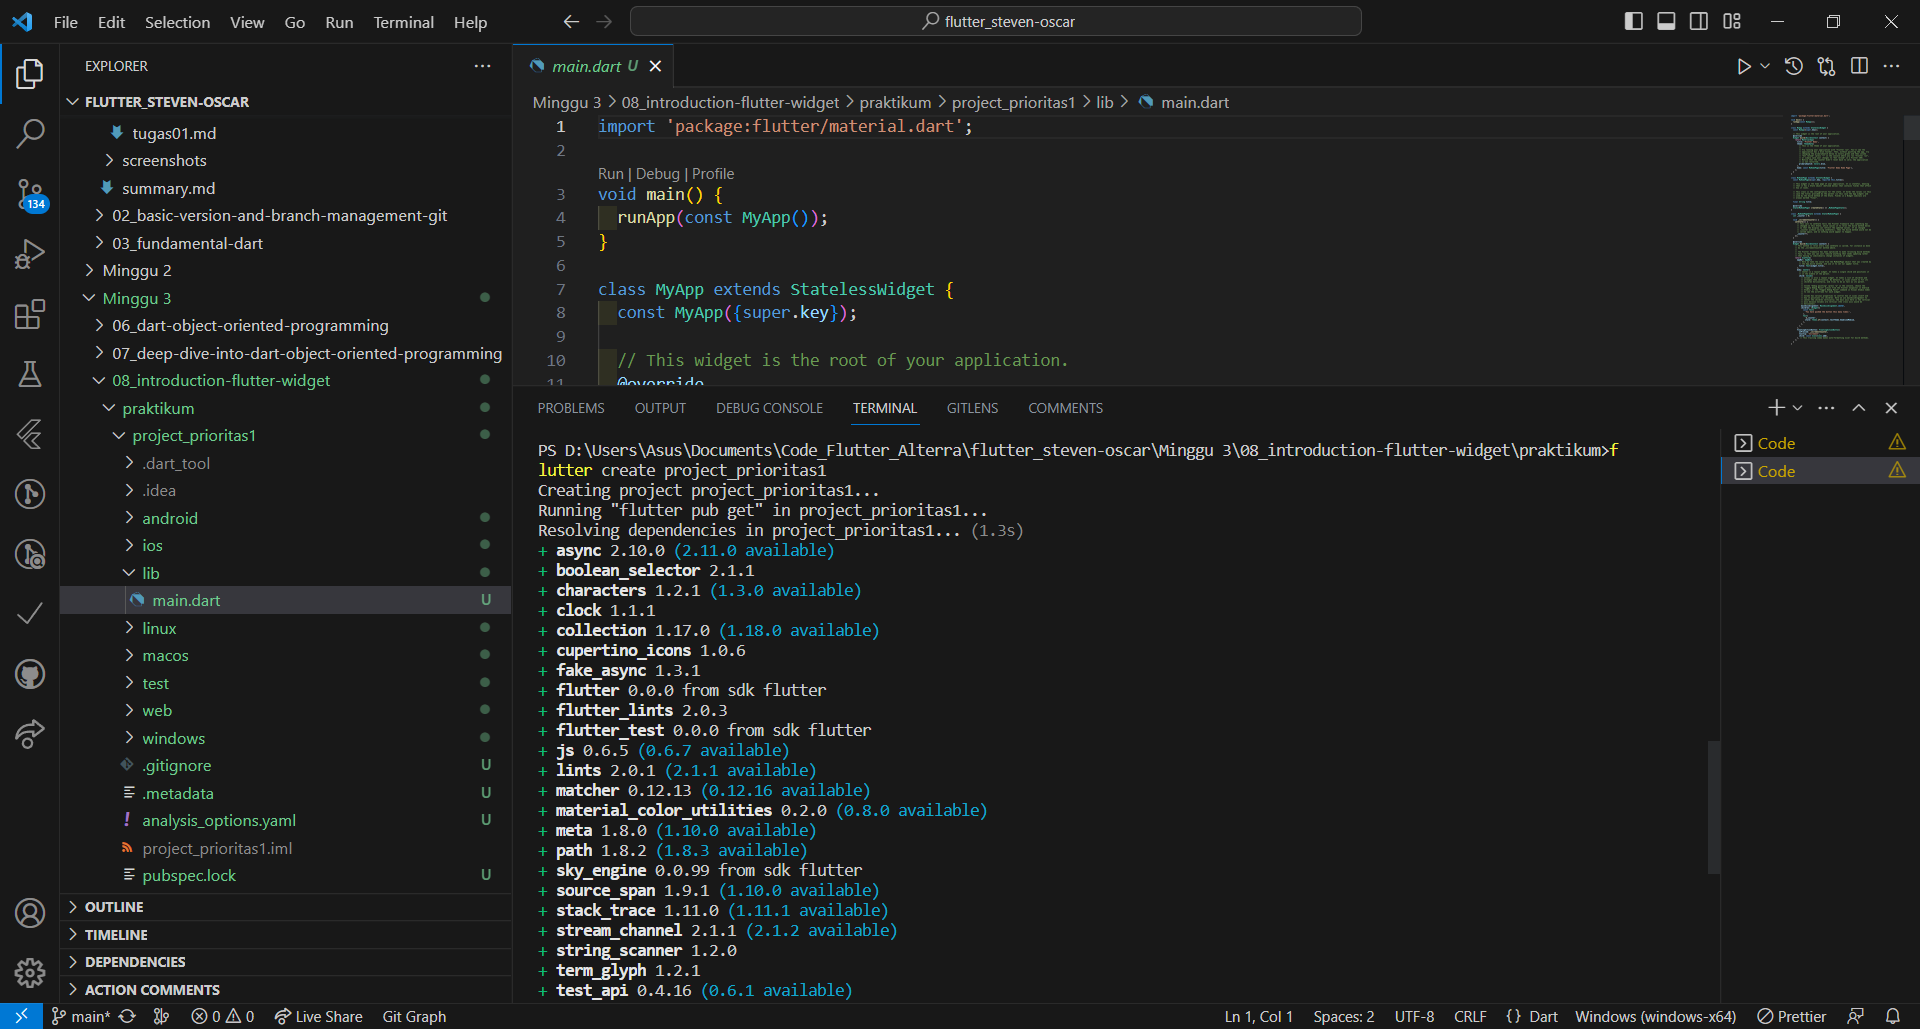 File Edit Selection View Go Run Terminal Help
flutter_steven-oscar
EXPLORER
FLUTTER_STEVEN-OSCAR
tugas01.md
screenshots
summary.md
02_basic-version-and-branch-management-git
03_fundamental-dart
Minggu 2
Minggu 3
06_dart-object-oriented-programming
07_deep-dive-into-dart-object-oriented-programming
08_introduction-flutter-widget
praktikum
project_prioritas1
.dart_tool
.idea
android
ios
lib
main.dart U
linux
macos
test
web
windows
.gitignore U
.metadata U
analysis_options.yaml U
project_prioritas1.iml
pubspec.lock U
OUTLINE
TIMELINE
DEPENDENCIES
ACTION COMMENTS
134
main.dart U
Minggu 3 > 08_introduction-flutter-widget > praktikum > project_prioritas1 > lib > main.dart
1 import 'package:flutter/material.dart';
2
Run | Debug | Profile
3 void main() {
4 runApp(const MyApp());
5 }
6
7 class MyApp extends StatelessWidget {
8 const MyApp({super.key});
9
10 // This widget is the root of your application.
11 @override
PROBLEMS OUTPUT DEBUG CONSOLE TERMINAL GITLENS COMMENTS
PS D:\Users\Asus\Documents\Code_Flutter_Alterra\flutter_steven-oscar\Minggu 3\08_introduction-flutter-widget\praktikum>f
lutter create project_prioritas1
Creating project project_prioritas1...
Running "flutter pub get" in project_prioritas1...
Resolving dependencies in project_prioritas1... (1.3s)
+ async 2.10.0 (2.11.0 available)
+ boolean_selector 2.1.1
+ characters 1.2.1 (1.3.0 available)
+ clock 1.1.1
+ collection 1.17.0 (1.18.0 available)
+ cupertino_icons 1.0.6
+ fake_async 1.3.1
+ flutter 0.0.0 from sdk flutter
+ flutter_lints 2.0.3
+ flutter_test 0.0.0 from sdk flutter
+ js 0.6.5 (0.6.7 available)
+ lints 2.0.1 (2.1.1 available)
+ matcher 0.12.13 (0.12.16 available)
+ material_color_utilities 0.2.0 (0.8.0 available)
+ meta 1.8.0 (1.10.0 available)
+ path 1.8.2 (1.8.3 available)
+ sky_engine 0.0.99 from sdk flutter
+ source_span 1.9.1 (1.10.0 available)
+ stack_trace 1.11.0 (1.11.1 available)
+ stream_channel 2.1.1 (2.1.2 available)
+ string_scanner 1.2.0
+ term_glyph 1.2.1
+ test_api 0.4.16 (0.6.1 available)
Code
Code
main* 0 0 Live Share Git Graph Ln 1, Col 1 Spaces: 2 UTF-8 CRLF {} Dart Windows (windows-x64) Prettier